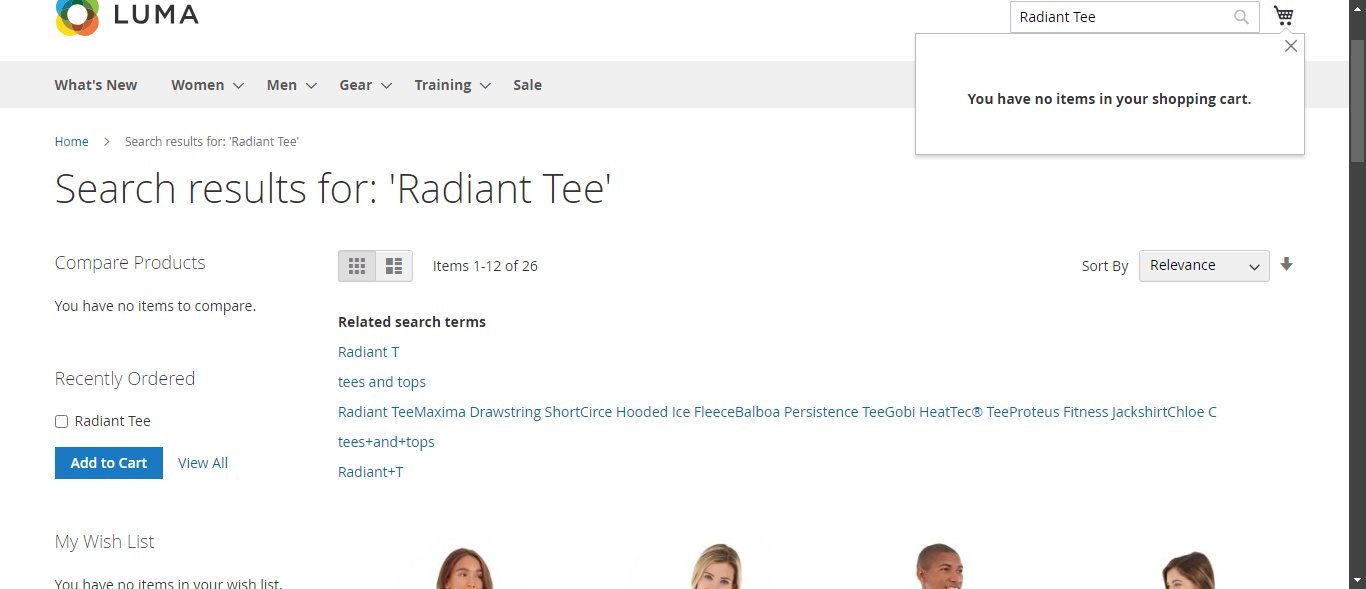 LUMA
Radiant Tee
You have no items in your shopping cart.
What's New Women Men Gear Training Sale
Home Search results for: 'Radiant Tee'
Search results for: 'Radiant Tee'
Compare Products
You have no items to compare.
Recently Ordered
Radiant Tee
Add to Cart View All
My Wish List
You have no items in your wish list.
Items 1-12 of 26
Sort By Relevance
Related search terms
Radiant T
tees and tops
Radiant TeeMaxima Drawstring ShortCirce Hooded Ice FleeceBalboa Persistence TeeGobi HeatTec® TeeProteus Fitness JackshirtChloe C
tees+and+tops
Radiant+T